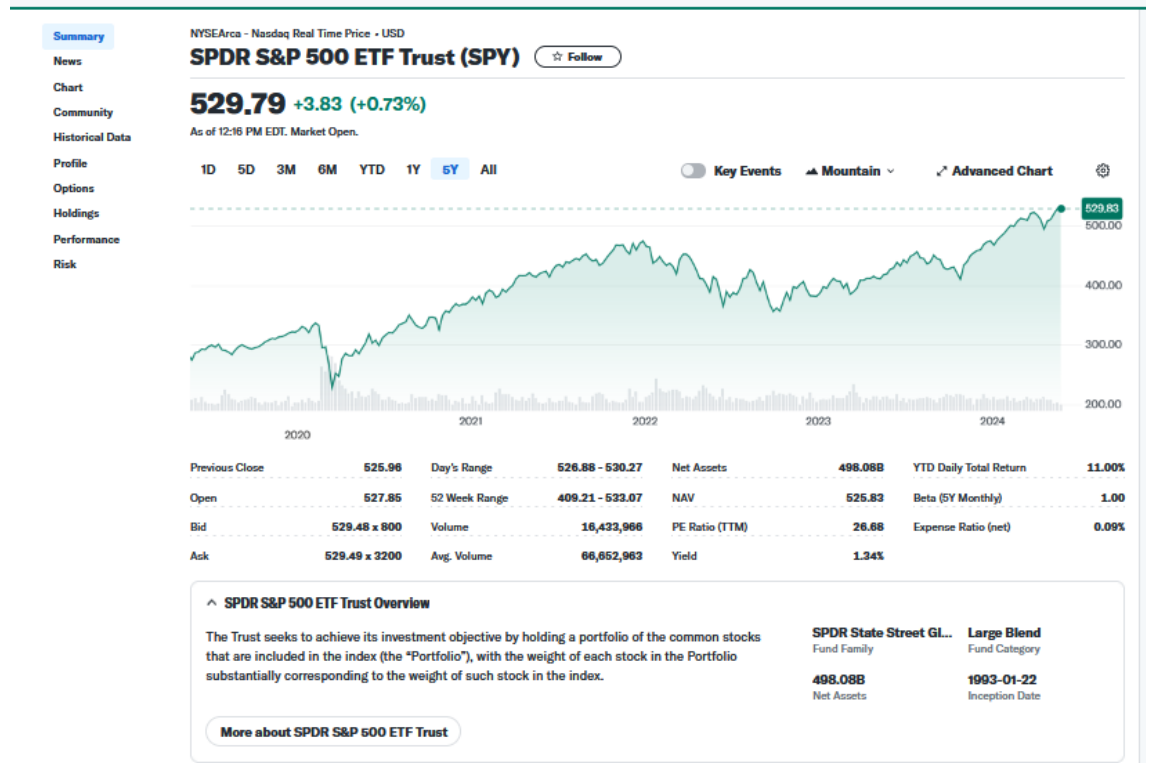 Summary
News
Chart
Community
Historical Data
Profile
Options
Holdings
Performance
Risk
NYSEArca - Nasdaq Real Time Price • USD
SPDR S&P 500 ETF Trust (SPY)
☆ Follow
529.79 +3.83 (+0.73%)
As of 12:16 PM EDT. Market Open.
1D 5D 3M 6M YTD 1Y 5Y All
Key Events Mountain Advanced Chart
529.83
500.00
400.00
300.00
200.00
2020 2021 2022 2023 2024
Previous Close 525.96 Day's Range 526.88 - 530.27 Net Assets 498.08B YTD Daily Total Return 11.00%
Open 527.85 52 Week Range 409.21 - 533.07 NAV 525.83 Beta (5Y Monthly) 1.00
Bid 529.48 x 800 Volume 16,433,966 PE Ratio (TTM) 26.68 Expense Ratio (net) 0.09%
Ask 529.49 x 3200 Avg. Volume 66,652,963 Yield 1.34%
SPDR S&P 500 ETF Trust Overview
The Trust seeks to achieve its investment objective by holding a portfolio of the common stocks
that are included in the index (the “Portfolio”), with the weight of each stock in the Portfolio
substantially corresponding to the weight of such stock in the index.
SPDR State Street Gl... Large Blend
Fund Family Fund Category
498.08B 1993-01-22
Net Assets Inception Date
More about SPDR S&P 500 ETF Trust